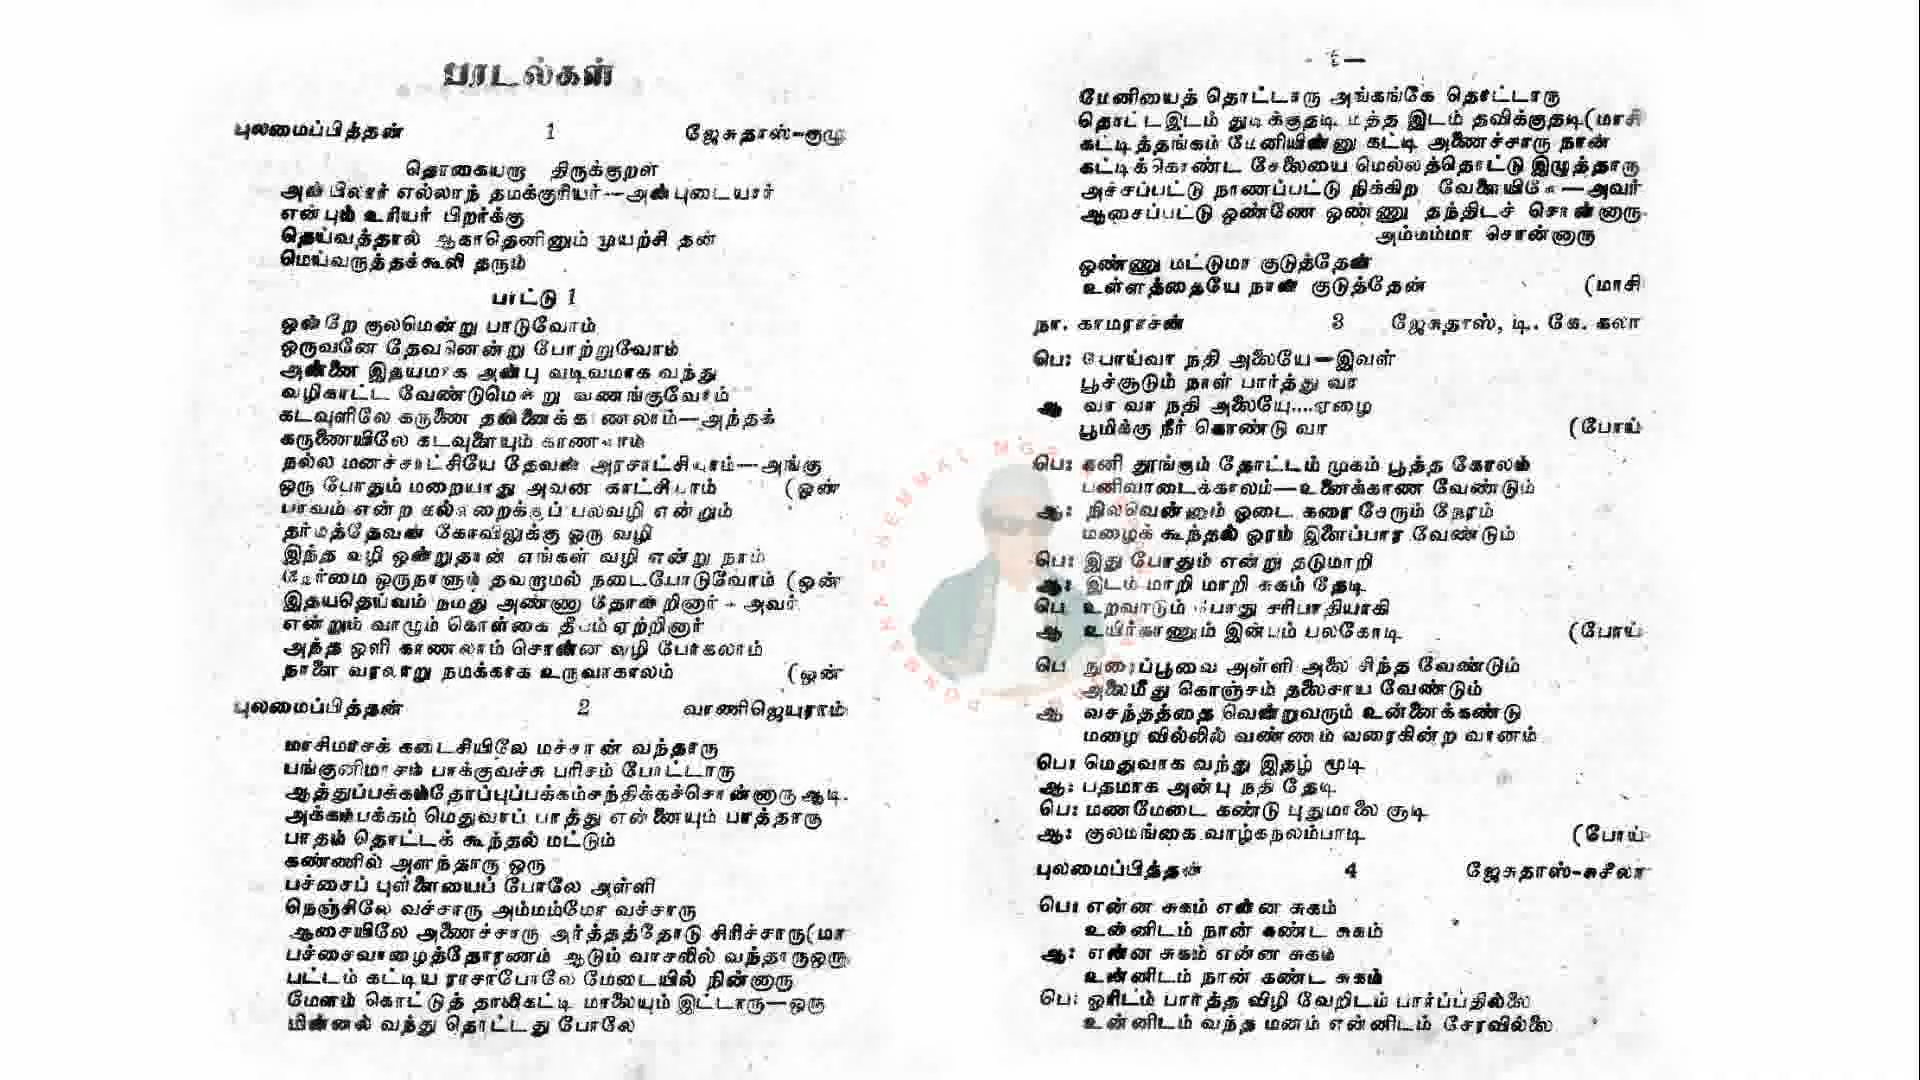 பாடல்கள்
புலமைப்பித்தன் 1 ஜேசுதாஸ்-குழு
தொகையறா திருக்குறள்
அன்பிலார் எல்லாந் தமக்குரியர்—அன்புடையார்
என்பும் உரியர் பிறர்க்கு
தெய்வத்தால் ஆகாதெனினும் முயற்சி தன்
மெய்வருத்தக்கூலி தரும்
பாட்டு 1
ஒன்றே குலமென்று பாடுவோம்
ஒருவனே தேவனென்று போற்றுவோம்
அன்னை இதயமாக அன்பு வடிவமாக வந்து
வழிகாட்ட வேண்டுமென்று வணங்குவோம்
கடவுளிலே கருணை தன்னைக்காணலாம்—அந்தக்
கருணையிலே கடவுளையும் காணலாம்
நல்ல மனச்சாட்சியே தேவன் அரசாட்சியாம்—அங்கு
ஒரு போதும் மறையாது அவன் காட்சியாம் (ஒன்
பாவம் என்ற கல்லறைக்குப் பலவழி என்றும்
தர்மத்தேவன் கோவிலுக்கு ஒரு வழி
இந்த வழி ஒன்றுதான் எங்கள் வழி என்று நாம்
நேர்மை ஒருநாளும் தவறாமல் நடைபோடுவோம் (ஒன்
இதயதெய்வம் நமது அண்ணா தோன்றினார் - அவர்
என்றும் வாழும் கொள்கை தீபம் ஏற்றினார்
அந்த ஒளி காணலாம் சொன்ன வழி போகலாம்
நாளை வரலாறு நமக்காக உருவாகாலம் (ஒன்
புலமைப்பித்தன் 2 வாணிஜெயராம்
மாசிமாசக் கடைசியிலே மச்சான் வந்தாரு
பங்குனிமாசம் பாக்குவச்சு பரிசம் போட்டாரு
ஆத்துப்பக்கம்தோப்புப்பக்கம்சந்திக்கச்சொன்னாரு ஆடி.
அக்கம்பக்கம் மெதுவாப் பாத்து என்னையும் பாத்தாரு
பாதம் தொட்டக் கூந்தல் மட்டும்
கண்ணில் அளந்தாரு ஒரு
பச்சைப் புள்ளையைப் போலே அள்ளி
நெஞ்சிலே வச்சாரு அம்மம்மோ வச்சாரு
ஆசையிலே அணைச்சாரு அர்த்தத்தோடு சிரிச்சாரு(மா
பச்சைவாழைத்தோரணம் ஆடும் வாசலில் வந்தாருஒரு
பட்டம் கட்டிய ராசாபோலே மேடையில் நின்னாரு
மேளம் கொட்டுத் தாலிகட்டி மாலையும் இட்டாரு—ஒரு
மின்னல் வந்து தொட்டது போலே
மேனியைத் தொட்டாரு அங்கங்கே தொட்டாரு
தொட்டஇடம் துடிக்குதடி மத்த இடம் தவிக்குதடி(மாசி
கட்டித்தங்கம் மேனியின்னு கட்டி அணைச்சாரு நான்
கட்டிக்கொண்ட சேலையை மெல்லத்தொட்டு இழுத்தாரு
அச்சப்பட்டு நாணப்பட்டு நிக்கிற வேளையிலே—அவர்
ஆசைப்பட்டு ஒண்ணே ஒண்ணு தந்திடச் சொன்னாரு
அம்மம்மா சொன்னாரு
ஒண்ணு மட்டுமா குடுத்தேன்
உள்ளத்தையே நான் குடுத்தேன் (மாசி
நா. காமராசன் 3 ஜேசுதாஸ், டி. கே. கலா
பெ: போய்வா நதி அலையே—இவள்
பூச்சூடும் நாள் பார்த்து வா
ஆ வா வா நதி அலையே....ஏழை
பூமிக்கு நீர் கொண்டு வா (போய்
பெ: கனி தூங்கும் தோட்டம் முகம் பூத்த கோலம்
பனிவாடைக்காலம்—உனைக்காண வேண்டும்
ஆ: நிலவென்னும் ஓடை கரை சேரும் நேரம்
மழைக் கூந்தல் ஓரம் இளைப்பாற வேண்டும்
பெ: இது போதும் என்று தடுமாறி
ஆ: இடம் மாறி மாறி சுகம் தேடி
பெ உறவாடும் போது சரிபாதியாகி
ஆ உயிர்காணும் இன்பம் பலகோடி (போய்
பெ நுரைப்பூவை அள்ளி அலை சிந்த வேண்டும்
அலைமீது கொஞ்சம் தலைசாய வேண்டும்
ஆ வசந்தத்தை வென்றுவரும் உன்னைக்கண்டு
மழை வில்லில் வண்ணம் வரைகின்ற வானம்
பெ: மெதுவாக வந்து இதழ் மூடி
ஆ: பதமாக அன்பு நதி தேடி
பெ: மணமேடை கண்டு புதுமாலை சூடி
ஆ: குலமங்கை வாழ்கநலம்பாடி (போய்
புலமைப்பித்தன் 4 ஜேசுதாஸ்-சுசீலா
பெ: என்ன சுகம் என்ன சுகம்
உன்னிடம் நான் கண்ட சுகம்
ஆ: என்ன சுகம் என்ன சுகம்
உன்னிடம் நான் கண்ட சுகம்
பெ: ஓரிடம் பார்த்த விழி வேறிடம் பார்ப்பதில்லை
உன்னிடம் வந்த மனம் என்னிடம் சேரவில்லை